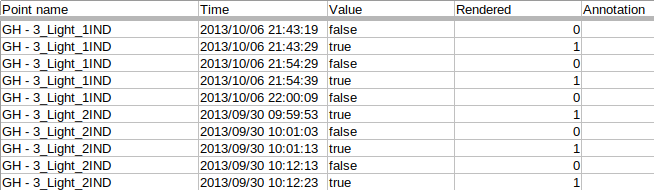 Point name Time Value Rendered Annotation
GH - 3_Light_1IND 2013/10/06 21:43:19 false 0
GH - 3_Light_1IND 2013/10/06 21:43:29 true 1
GH - 3_Light_1IND 2013/10/06 21:54:29 false 0
GH - 3_Light_1IND 2013/10/06 21:54:39 true 1
GH - 3_Light_1IND 2013/10/06 22:00:09 false 0
GH - 3_Light_2IND 2013/09/30 09:59:53 true 1
GH - 3_Light_2IND 2013/09/30 10:01:03 false 0
GH - 3_Light_2IND 2013/09/30 10:01:13 true 1
GH - 3_Light_2IND 2013/09/30 10:12:13 false 0
GH - 3_Light_2IND 2013/09/30 10:12:23 true 1